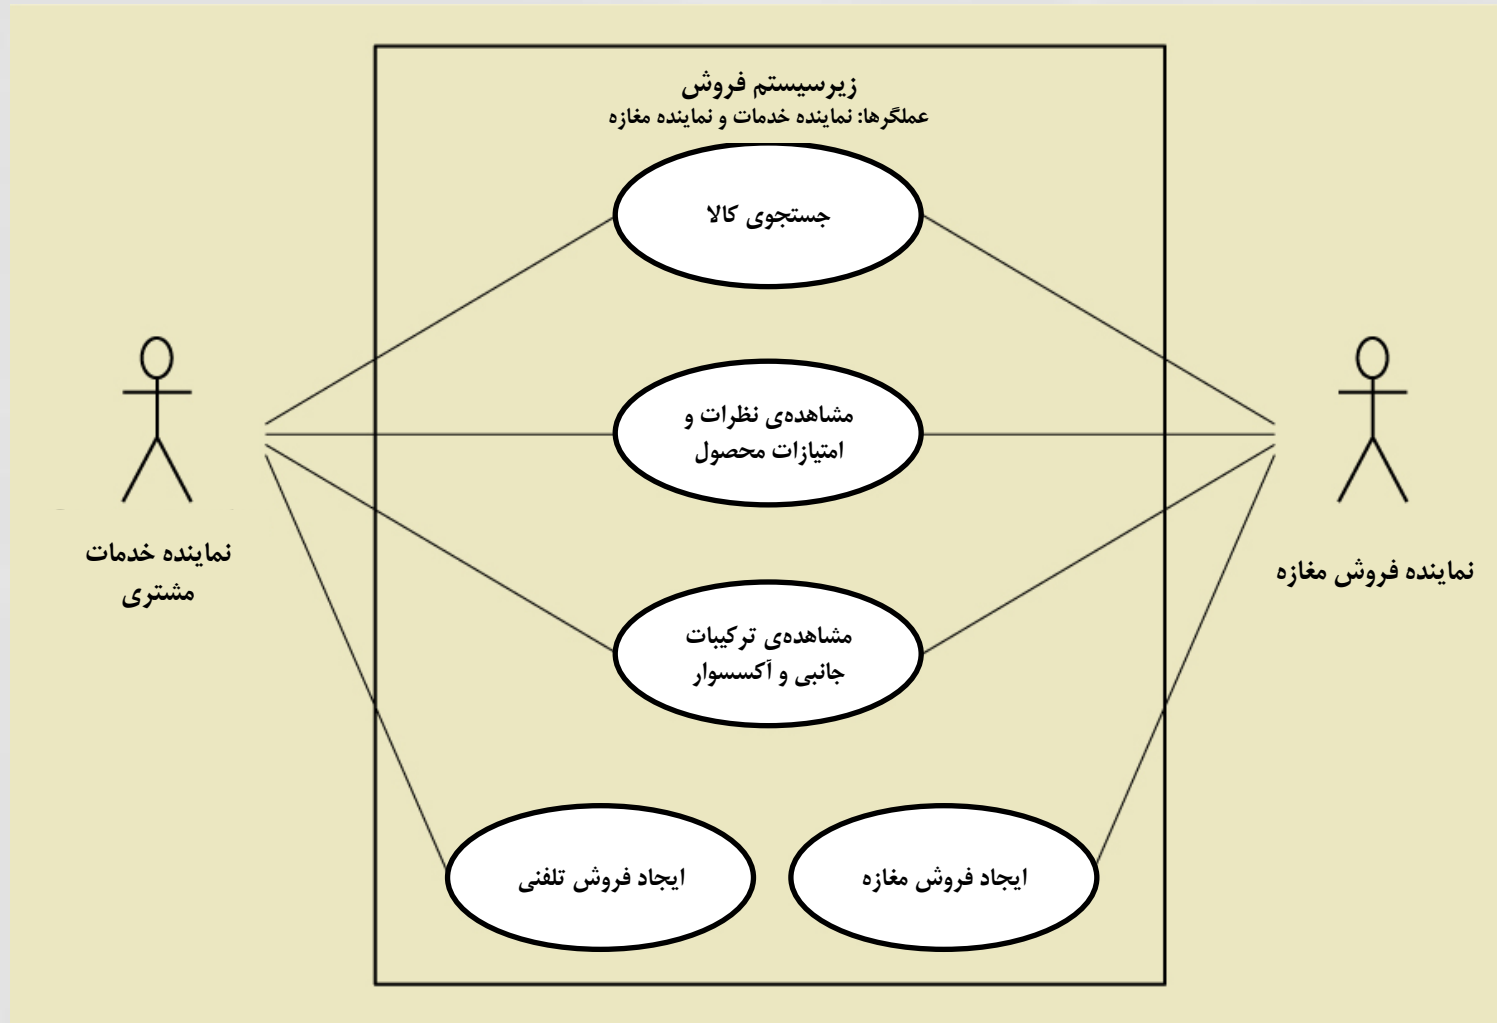 زیرسیستم فروش
عملگرها: نماینده خدمات و نماینده مغازه
جستجوی کالا
مشاهده‌ی نظرات و
امتیازات محصول
نماینده خدمات
مشتری
نماینده فروش مغازه
مشاهده‌ی ترکیبات
جانبی و آکسسوار
ایجاد فروش تلفنی
ایجاد فروش مغازه